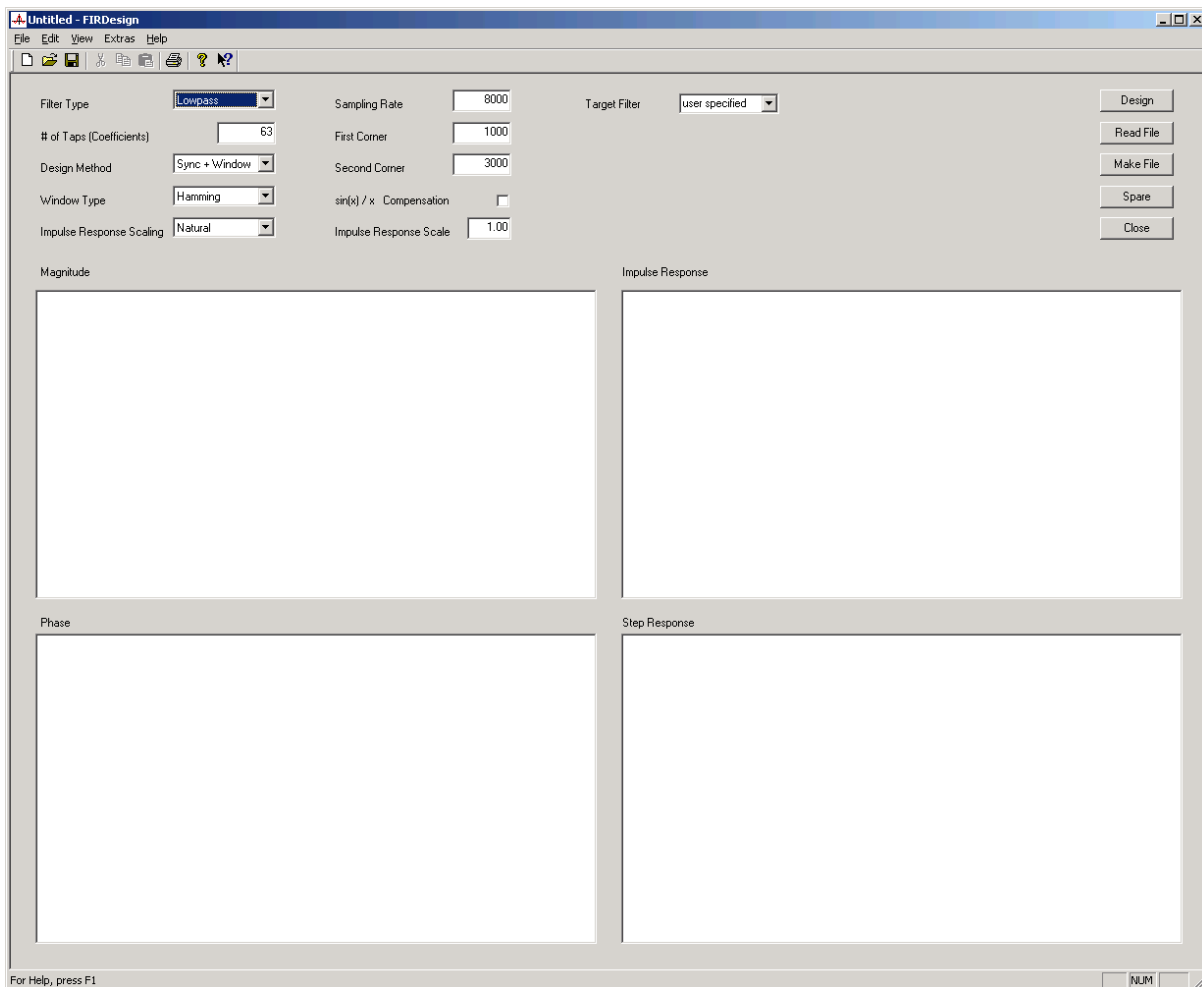 Untitled - FIRDesign
File Edit View Extras Help
Filter Type Lowpass Sampling Rate 8000 Target Filter user specified Design
# of Taps (Coefficients) 63 First Corner 1000 Read File
Design Method Sync + Window Second Corner 3000 Make File
Window Type Hamming sin(x) / x Compensation Spare
Impulse Response Scaling Natural Impulse Response Scale 1.00 Close
Magnitude Impulse Response
Phase Step Response
For Help, press F1 NUM